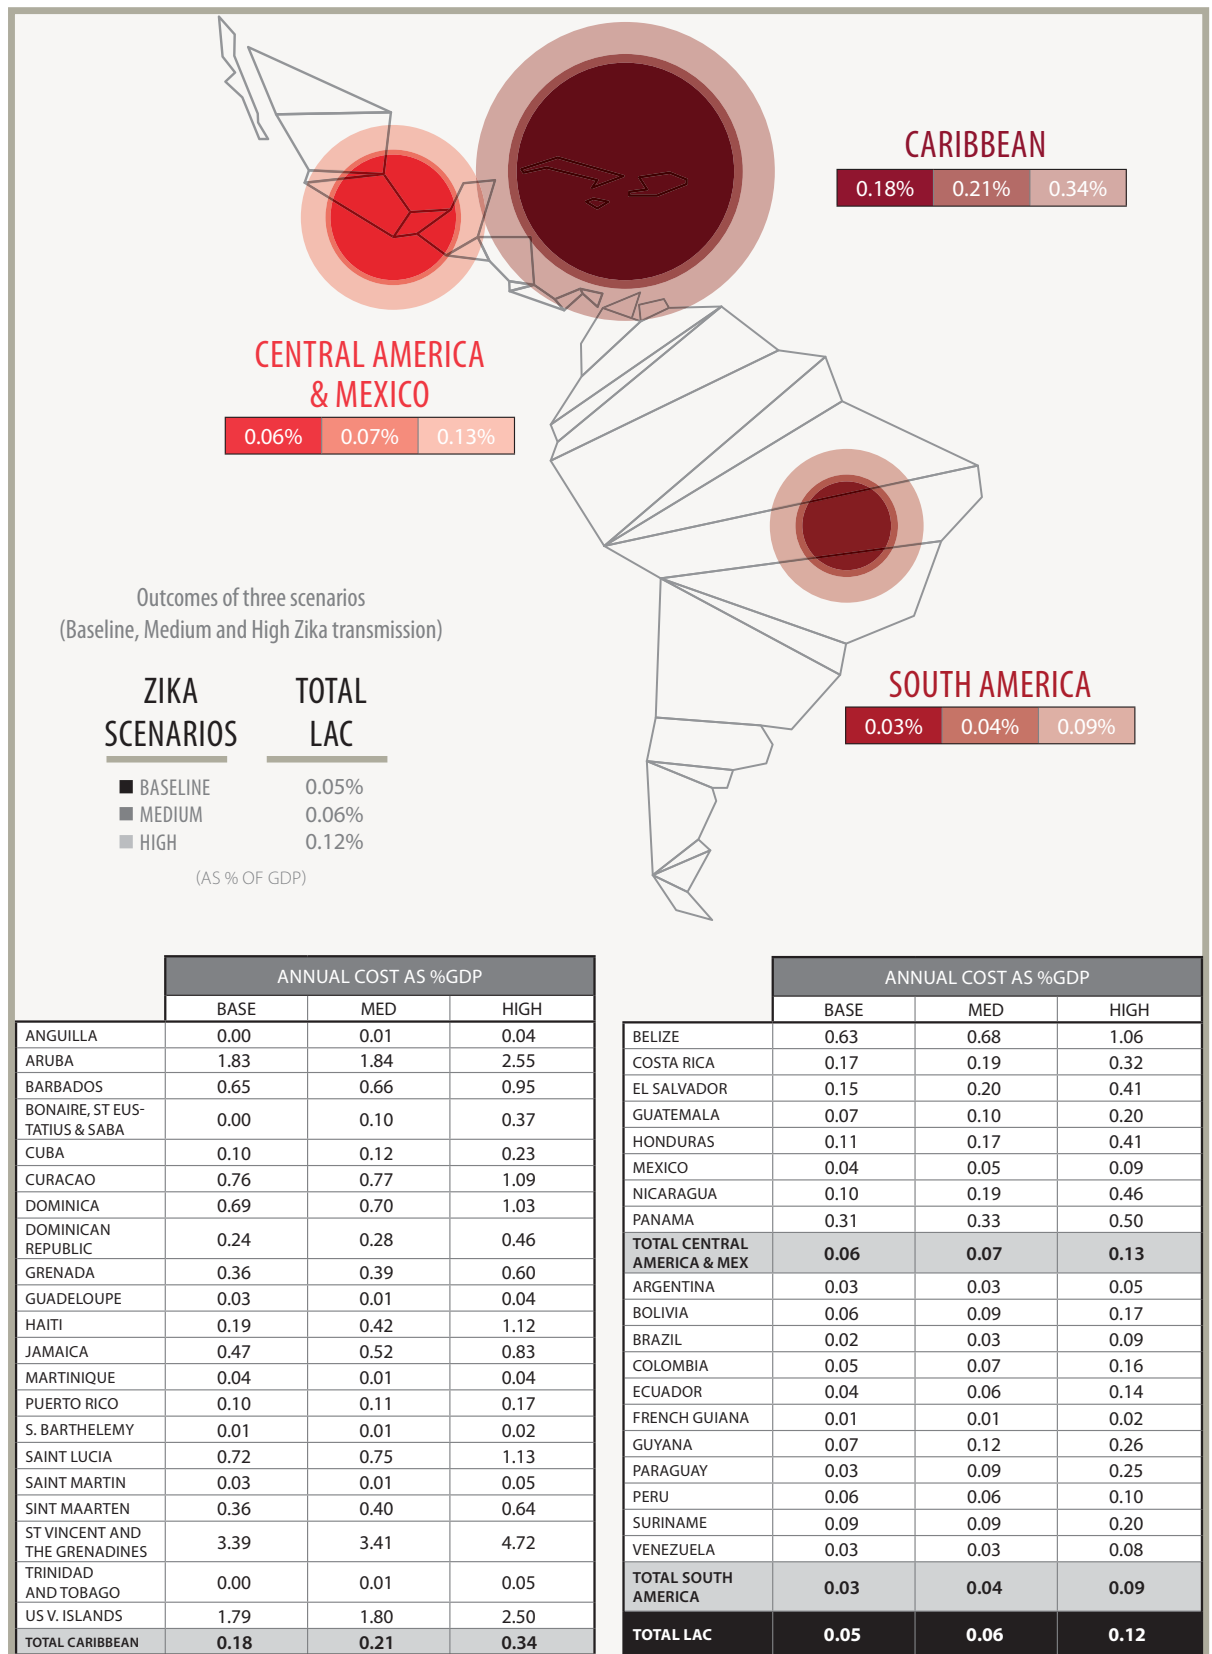 CARIBBEAN
0.18% 0.21% 0.34%
CENTRAL AMERICA
& MEXICO
0.06% 0.07% 0.13%
Outcomes of three scenarios
(Baseline, Medium and High Zika transmission)
ZIKA
SCENARIOS
TOTAL
LAC
BASELINE 0.05%
MEDIUM 0.06%
HIGH 0.12%
(AS % OF GDP)
SOUTH AMERICA
0.03% 0.04% 0.09%
ANNUAL COST AS %GDP
BASE MED HIGH
ANGUILLA 0.00 0.01 0.04
ARUBA 1.83 1.84 2.55
BARBADOS 0.65 0.66 0.95
BONAIRE, ST EUS-
TATIUS & SABA 0.00 0.10 0.37
CUBA 0.10 0.12 0.23
CURACAO 0.76 0.77 1.09
DOMINICA 0.69 0.70 1.03
DOMINICAN
REPUBLIC 0.24 0.28 0.46
GRENADA 0.36 0.39 0.60
GUADELOUPE 0.03 0.01 0.04
HAITI 0.19 0.42 1.12
JAMAICA 0.47 0.52 0.83
MARTINIQUE 0.04 0.01 0.04
PUERTO RICO 0.10 0.11 0.17
S. BARTHELEMY 0.01 0.01 0.02
SAINT LUCIA 0.72 0.75 1.13
SAINT MARTIN 0.03 0.01 0.05
SINT MAARTEN 0.36 0.40 0.64
ST VINCENT AND
THE GRENADINES 3.39 3.41 4.72
TRINIDAD
AND TOBAGO 0.00 0.01 0.05
US V. ISLANDS 1.79 1.80 2.50
TOTAL CARIBBEAN 0.18 0.21 0.34
ANNUAL COST AS %GDP
BASE MED HIGH
BELIZE 0.63 0.68 1.06
COSTA RICA 0.17 0.19 0.32
EL SALVADOR 0.15 0.20 0.41
GUATEMALA 0.07 0.10 0.20
HONDURAS 0.11 0.17 0.41
MEXICO 0.04 0.05 0.09
NICARAGUA 0.10 0.19 0.46
PANAMA 0.31 0.33 0.50
TOTAL CENTRAL
AMERICA & MEX 0.06 0.07 0.13
ARGENTINA 0.03 0.03 0.05
BOLIVIA 0.06 0.09 0.17
BRAZIL 0.02 0.03 0.09
COLOMBIA 0.05 0.07 0.16
ECUADOR 0.04 0.06 0.14
FRENCH GUIANA 0.01 0.01 0.02
GUYANA 0.07 0.12 0.26
PARAGUAY 0.03 0.09 0.25
PERU 0.06 0.06 0.10
SURINAME 0.09 0.09 0.20
VENEZUELA 0.03 0.03 0.08
TOTAL SOUTH
AMERICA 0.03 0.04 0.09
TOTAL LAC 0.05 0.06 0.12